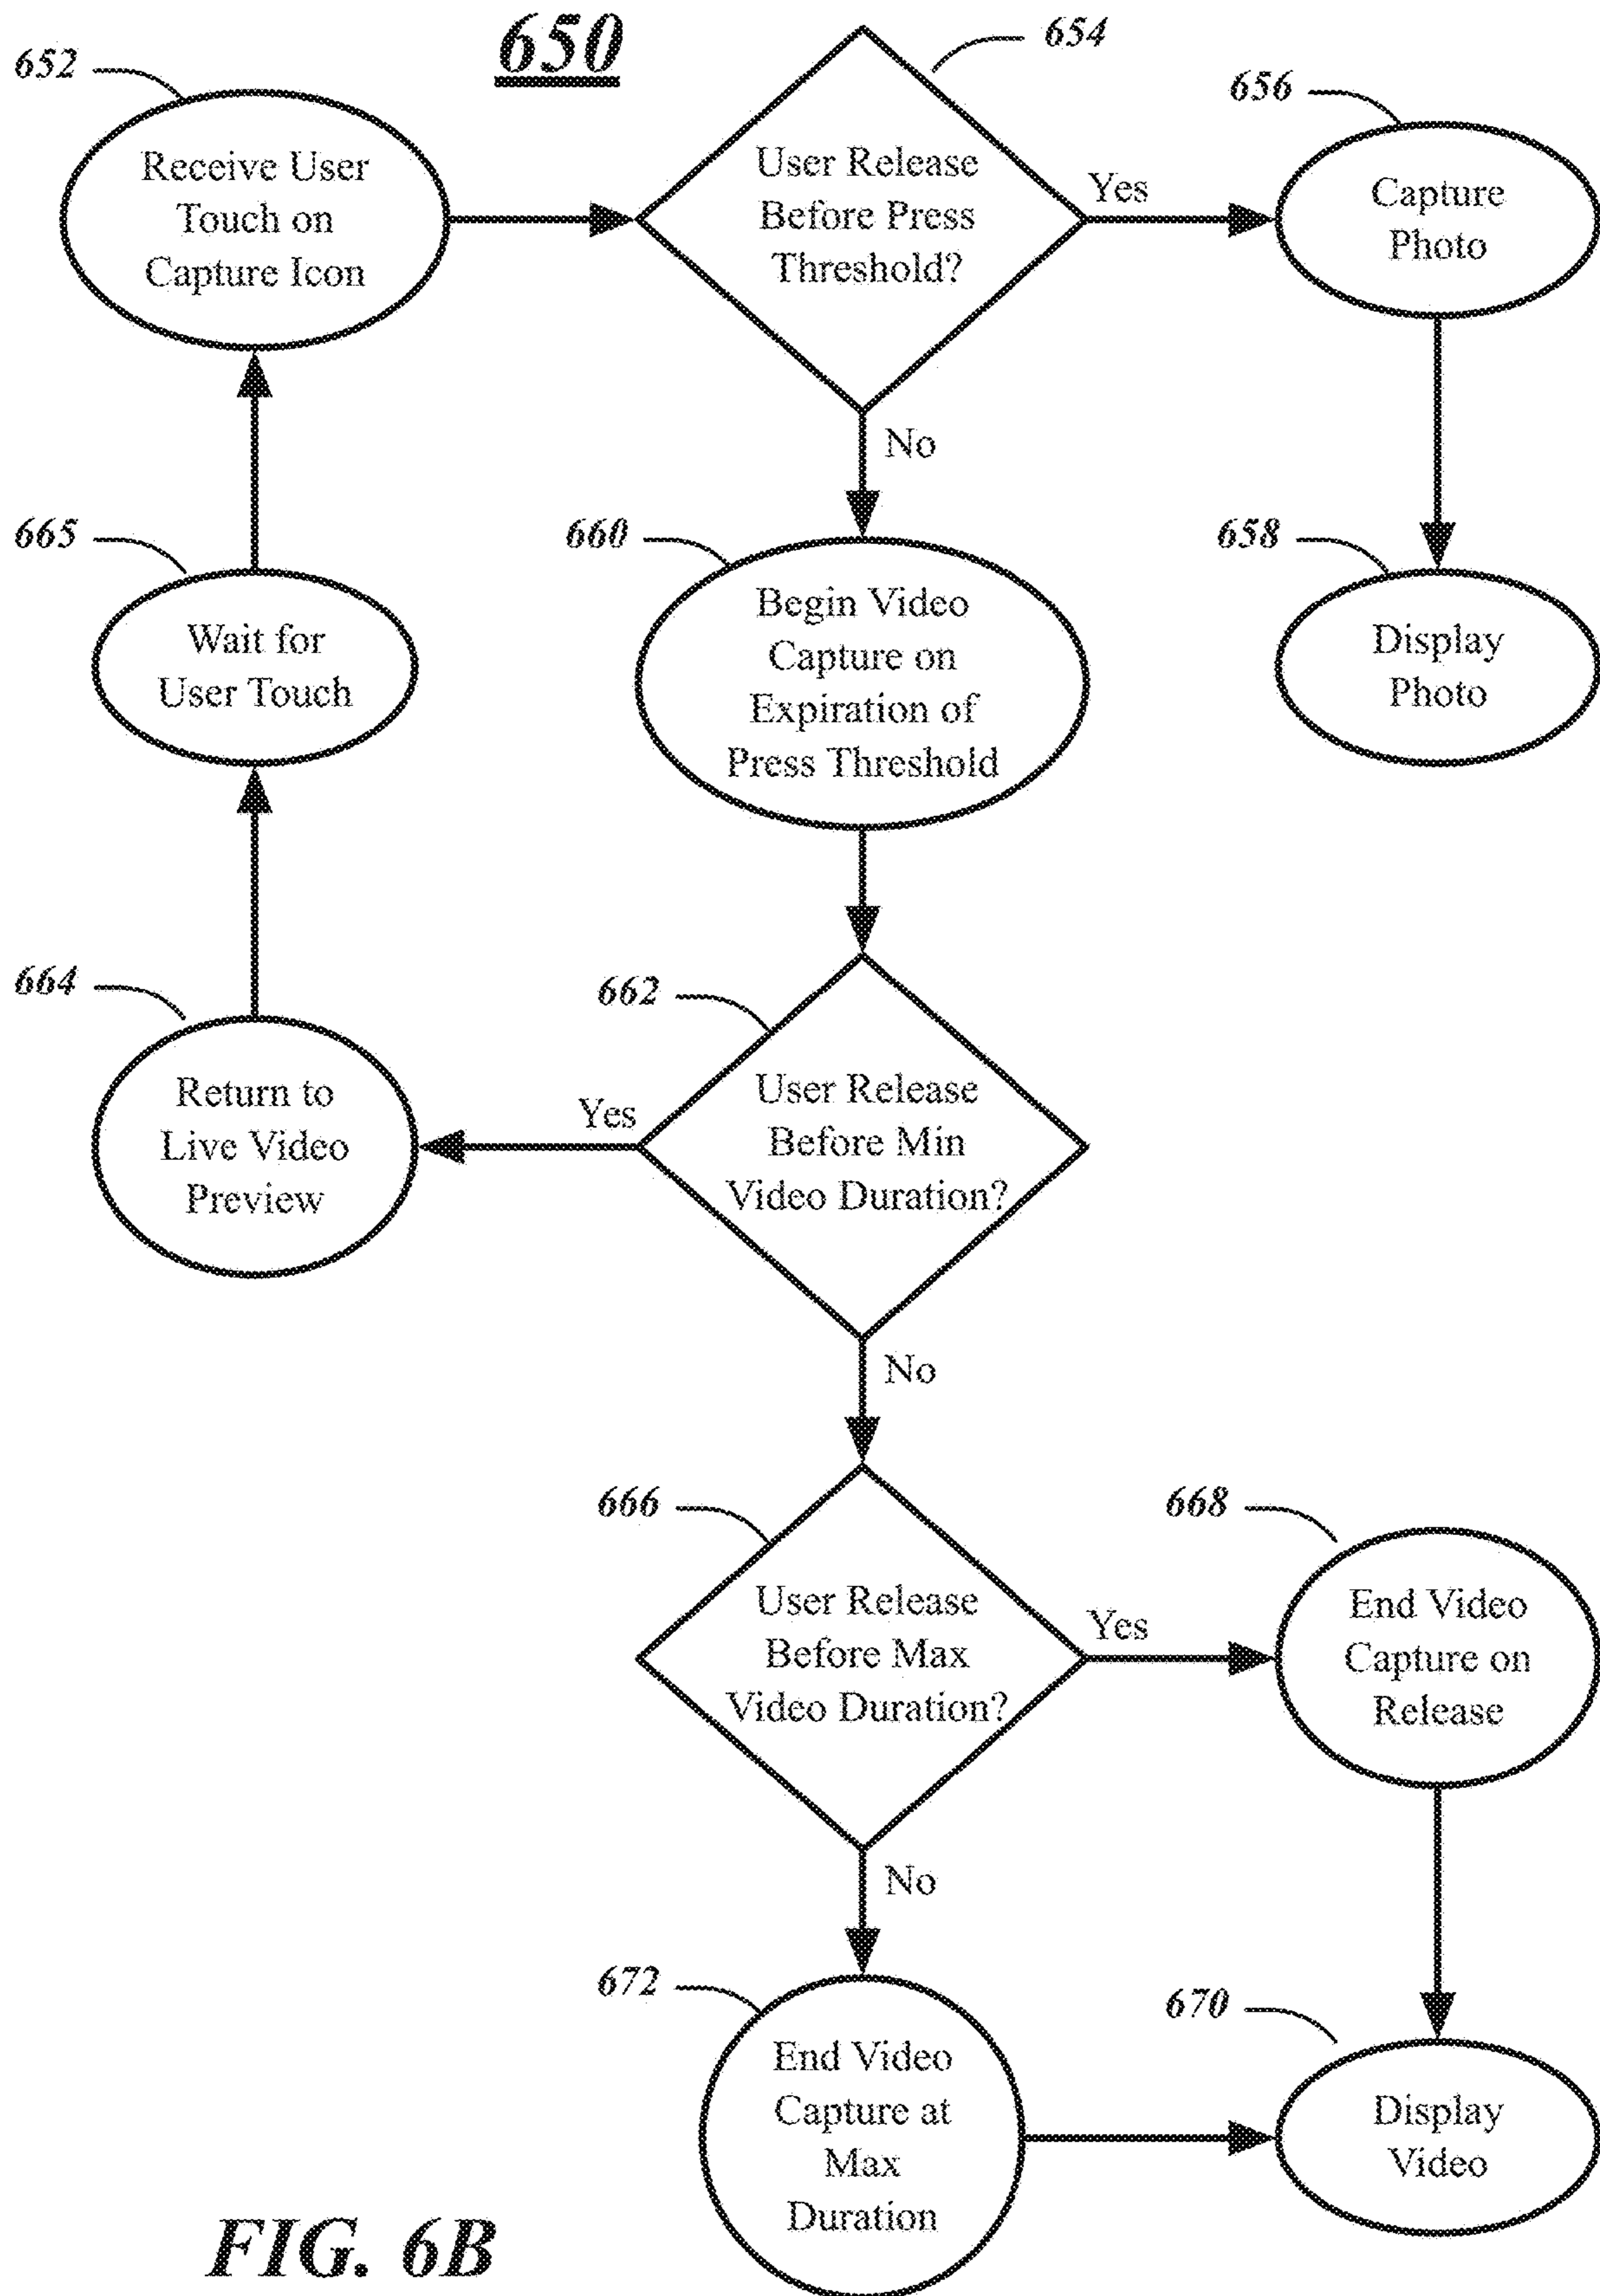 650
652
Receive User
Touch on
Capture Icon
654
User Release
Before Press
Threshold?
Yes
656
Capture
Photo
No
665
Wait for
User Touch
660
Begin Video
Capture on
Expiration of
Press Threshold
658
Display
Photo
664
Return to
Live Video
Preview
Yes
662
User Release
Before Min
Video Duration?
No
666
User Release
Before Max
Video Duration?
Yes
668
End Video
Capture on
Release
No
672
End Video
Capture at
Max
Duration
670
Display
Video
FIG. 6B